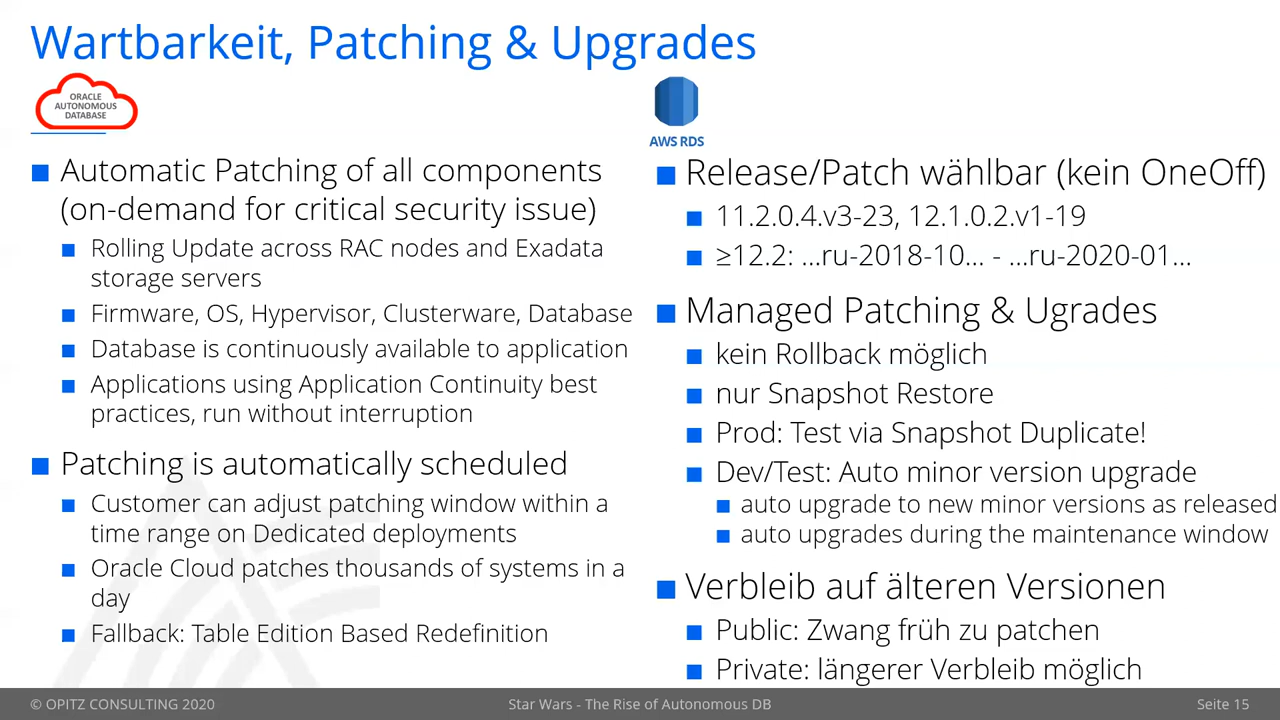 Wartbarkeit, Patching & Upgrades
ORACLE
AUTONOMOUS
DATABASE
Automatic Patching of all components
(on-demand for critical security issue)
Rolling Update across RAC nodes and Exadata
storage servers
Firmware, OS, Hypervisor, Clusterware, Database
Database is continuously available to application
Applications using Application Continuity best
practices, run without interruption
Patching is automatically scheduled
Customer can adjust patching window within a
time range on Dedicated deployments
Oracle Cloud patches thousands of systems in a
day
Fallback: Table Edition Based Redefinition
AWS RDS
Release/Patch wählbar (kein OneOff)
11.2.0.4.v3-23, 12.1.0.2.v1-19
≥12.2: ...ru-2018-10... - ...ru-2020-01...
Managed Patching & Ugrades
kein Rollback möglich
nur Snapshot Restore
Prod: Test via Snapshot Duplicate!
Dev/Test: Auto minor version upgrade
auto upgrade to new minor versions as released
auto upgrades during the maintenance window
Verbleib auf älteren Versionen
Public: Zwang früh zu patchen
Private: längerer Verbleib möglich
© OPITZ CONSULTING 2020
Star Wars - The Rise of Autonomous DB
Seite 15